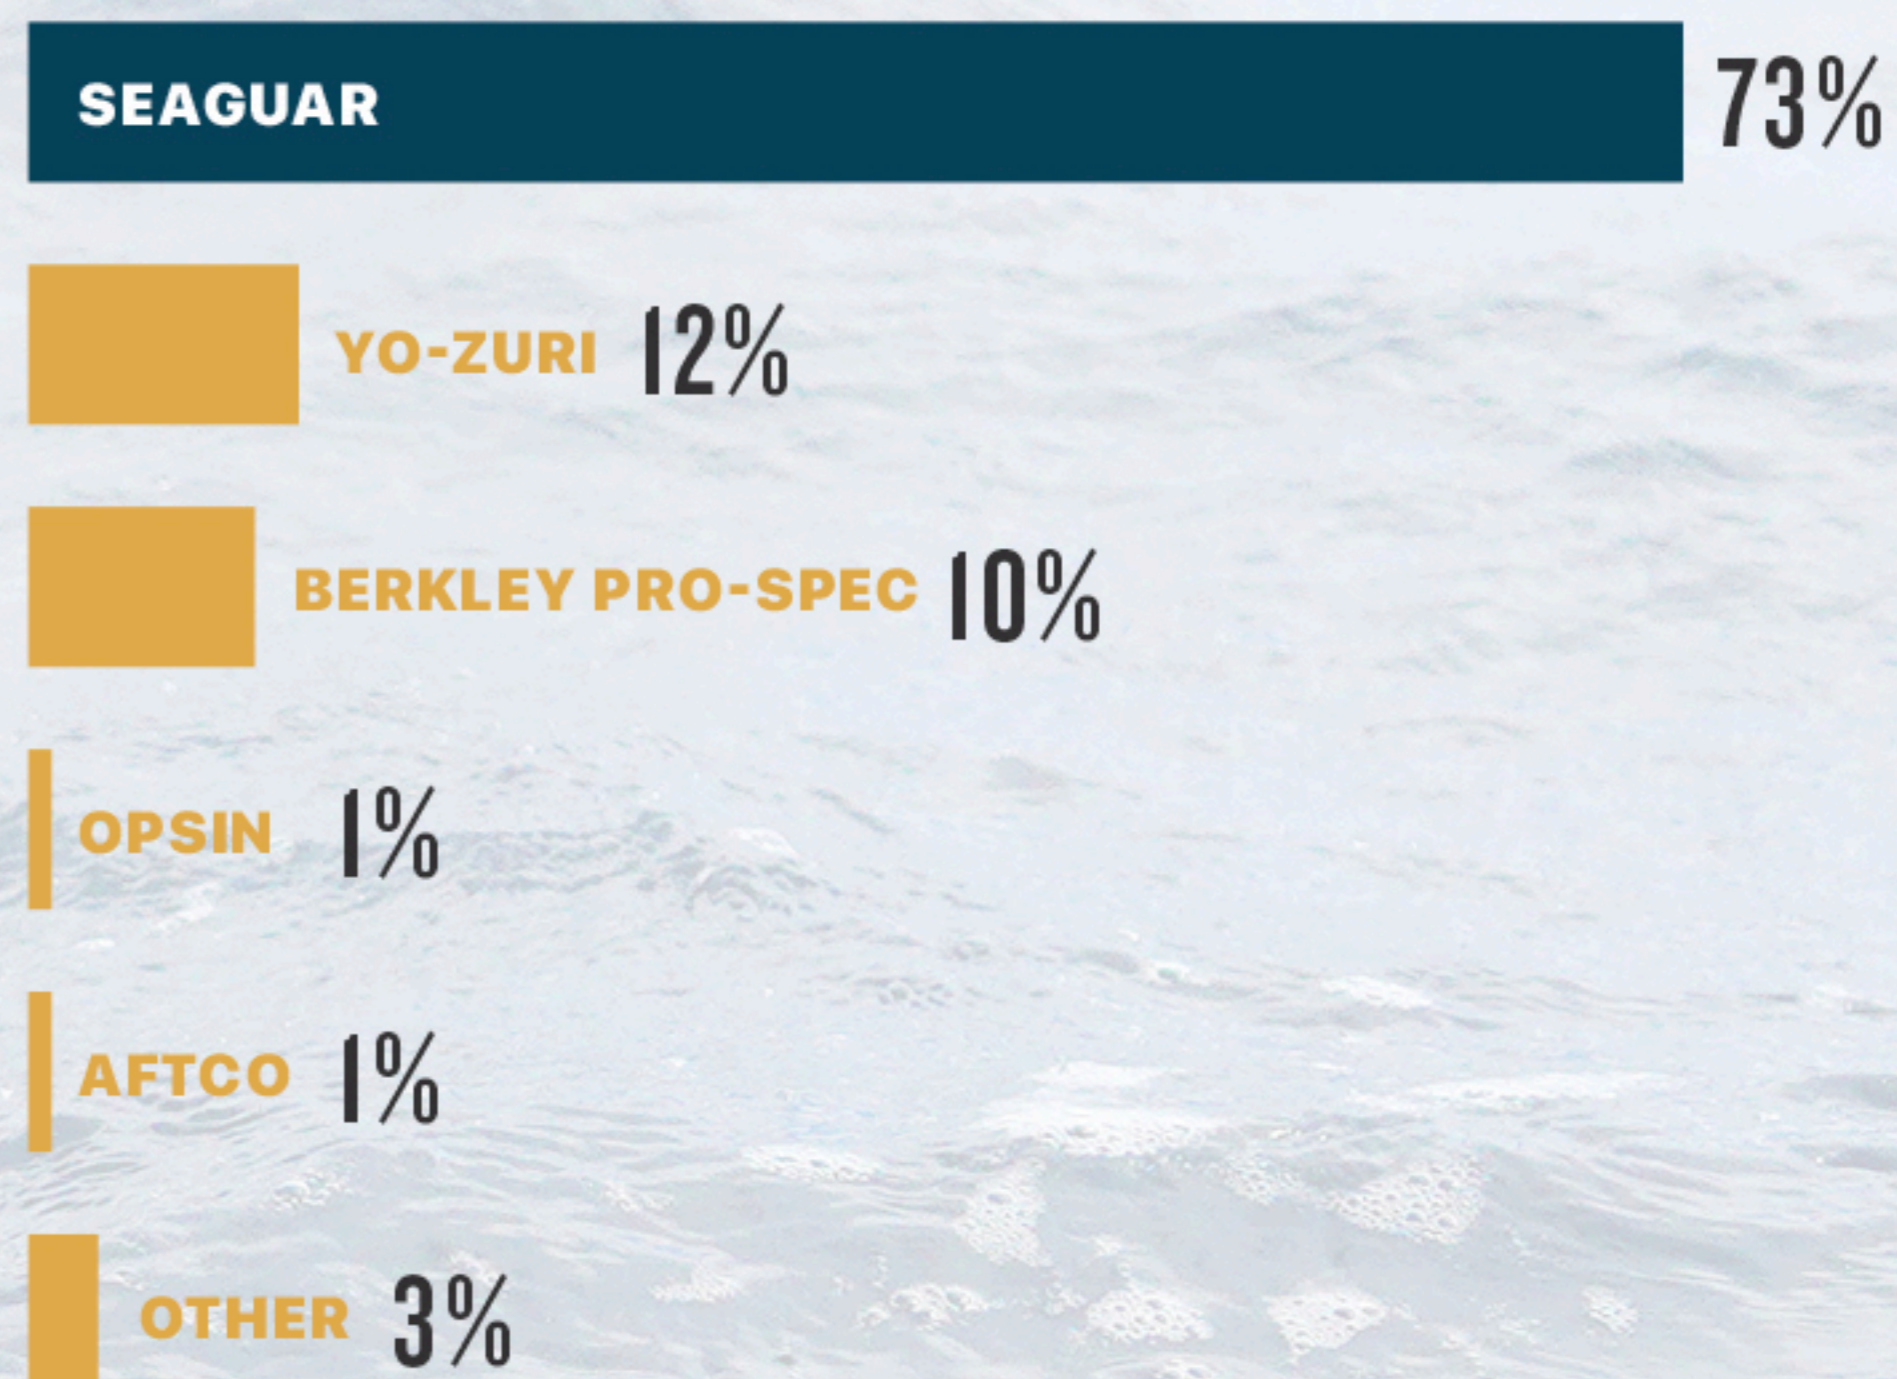 SEAGUAR 73%
YO-ZURI 12%
BERKLEY PRO-SPEC 10%
OPSIN 1%
AFTCO 1%
OTHER 3%